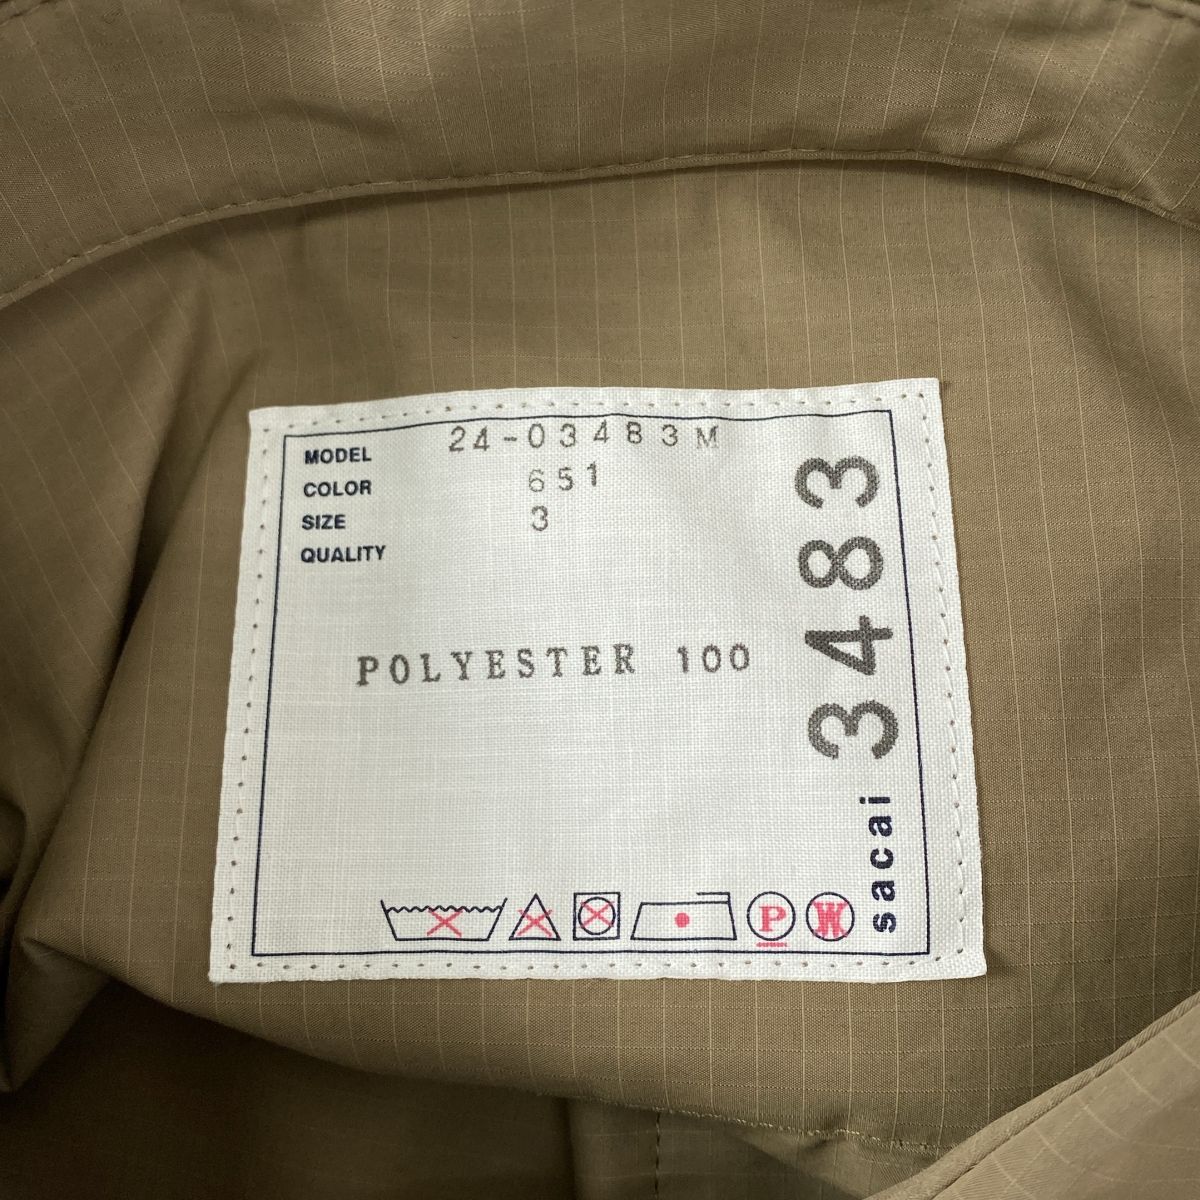 MODEL 24-03483M
COLOR 651
SIZE 3
QUALITY
POLYESTER 100
sacai 3483
P
W